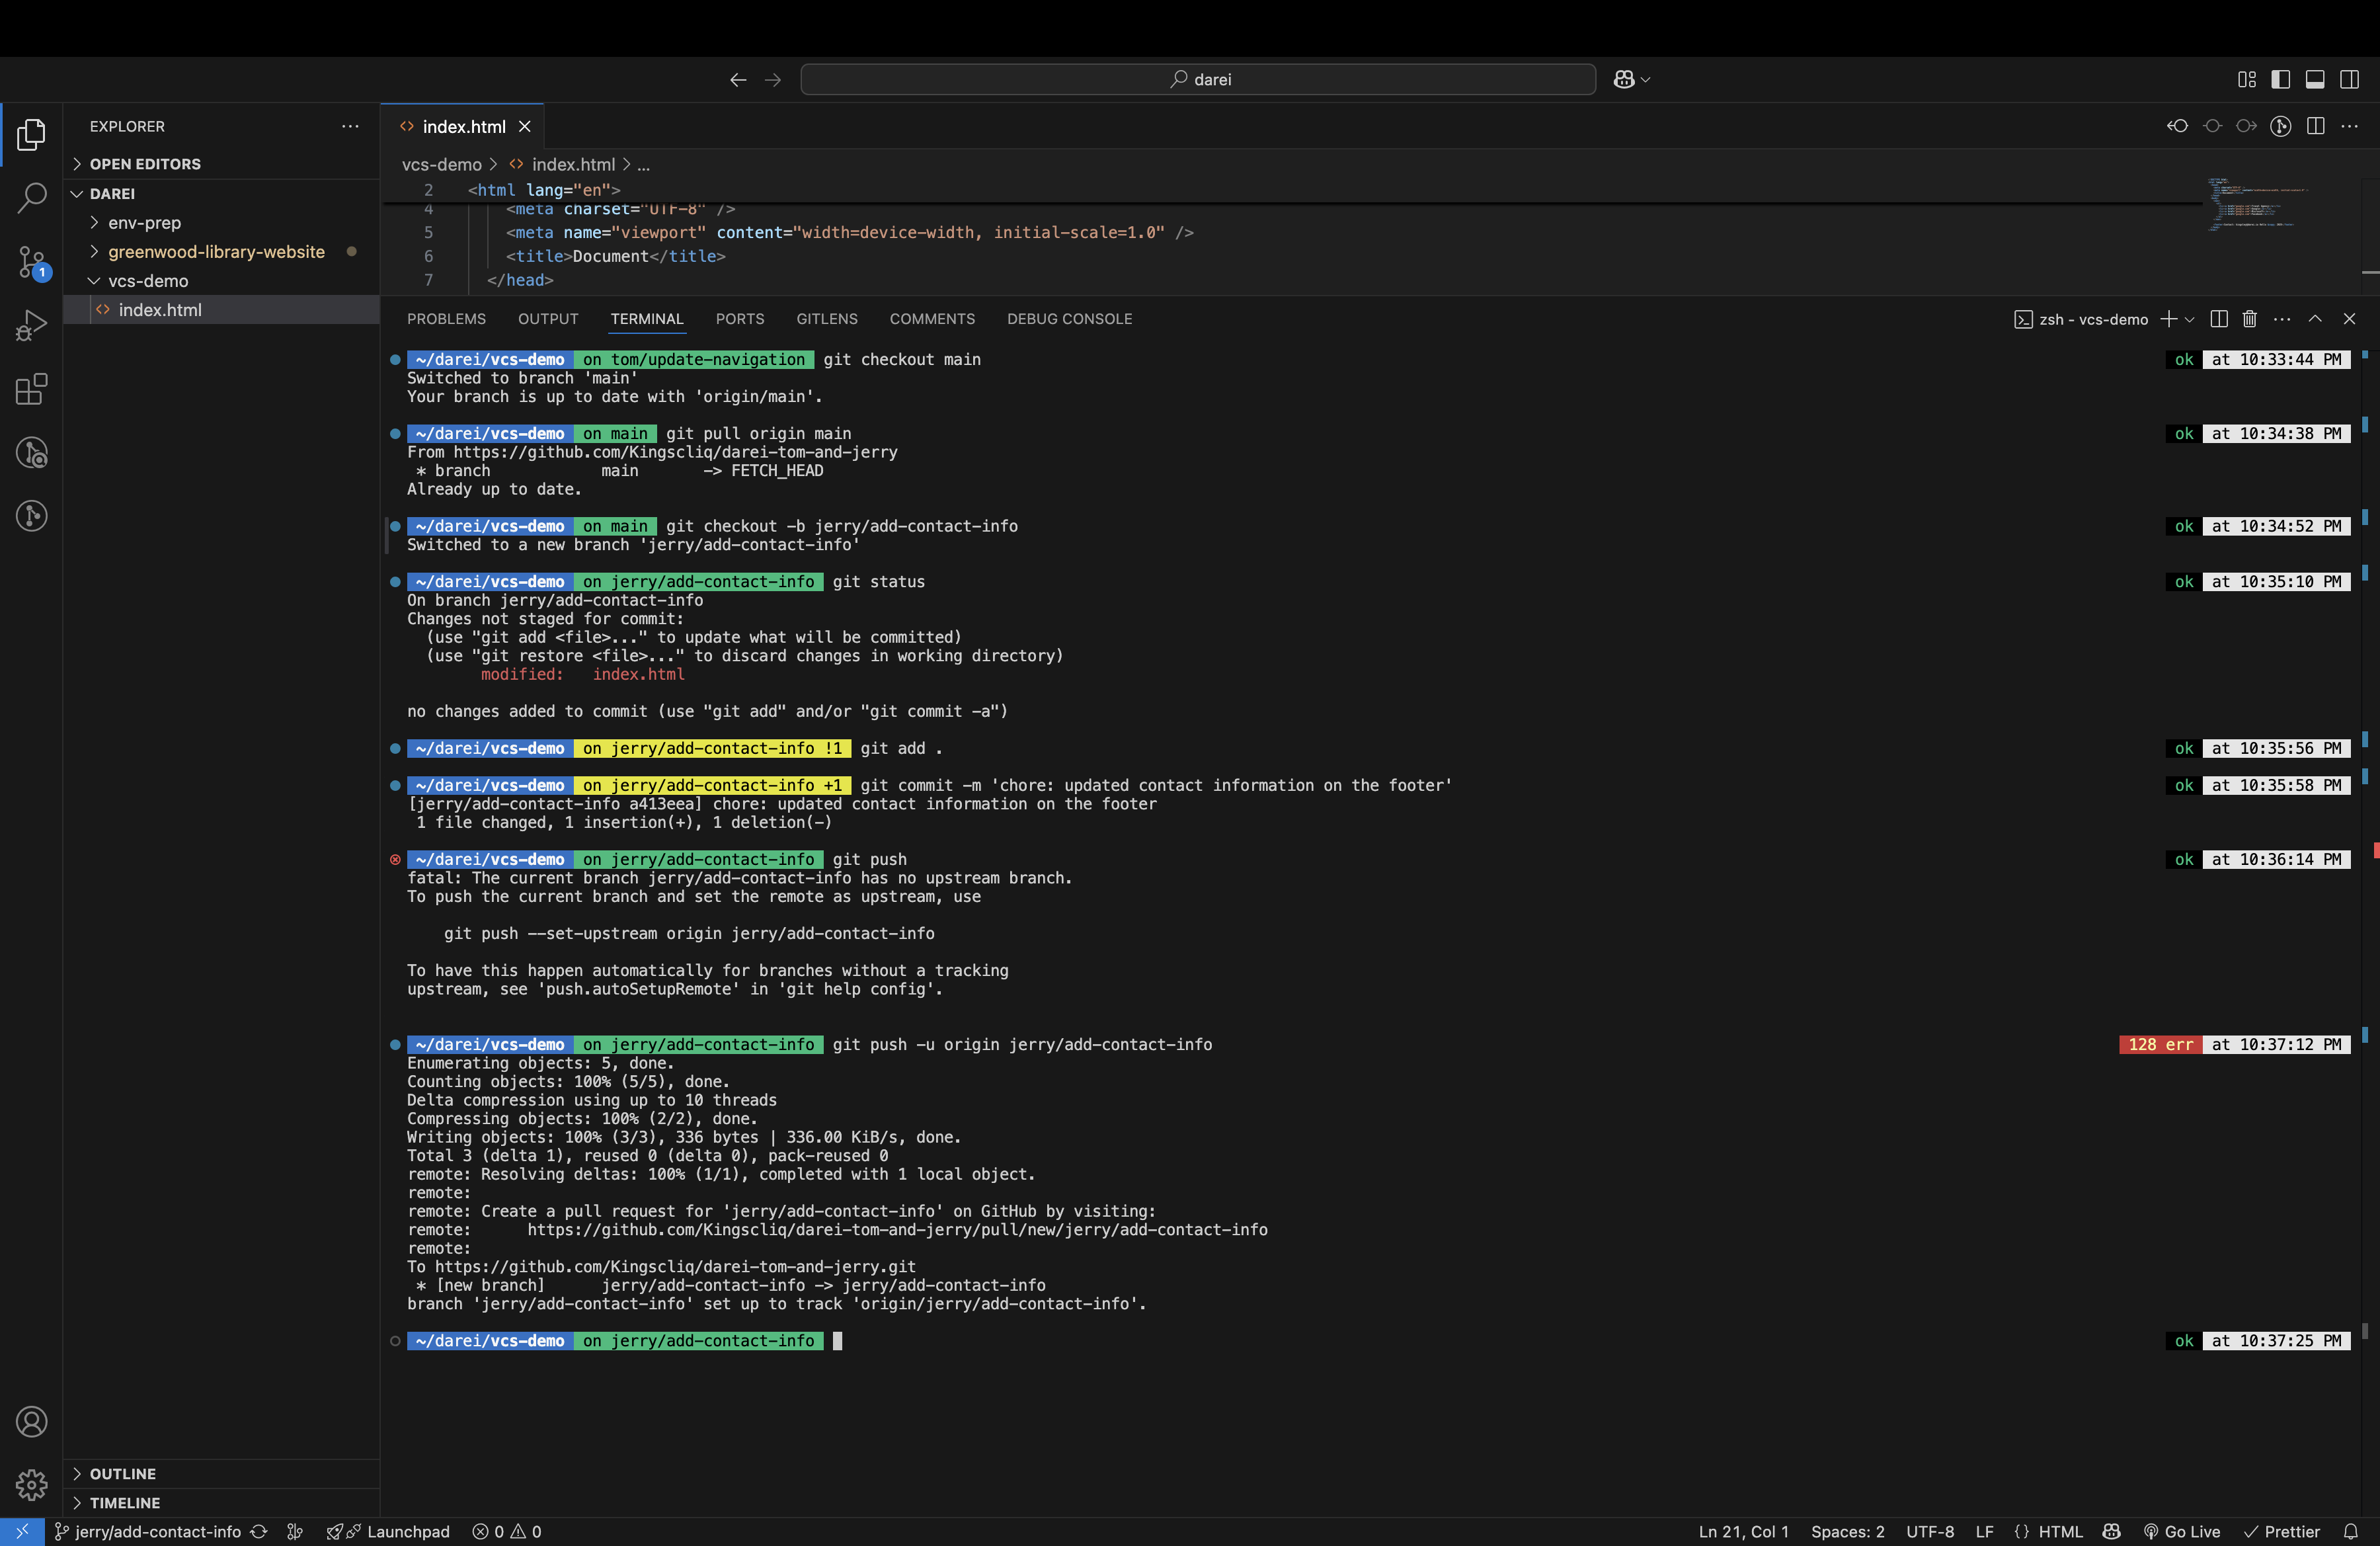 darei
EXPLORER
OPEN EDITORS
DAREI
env-prep
greenwood-library-website
vcs-demo
index.html
1
index.html
vcs-demo > index.html > ...
2 <html lang="en">
4 <meta charset="UTF-8" />
5 <meta name="viewport" content="width=device-width, initial-scale=1.0" />
6 <title>Document</title>
7 </head>
PROBLEMS OUTPUT TERMINAL PORTS GITLENS COMMENTS DEBUG CONSOLE
zsh - vcs-demo
~/darei/vcs-demo on tom/update-navigation git checkout main ok at 10:33:44 PM
Switched to branch 'main'
Your branch is up to date with 'origin/main'.
~/darei/vcs-demo on main git pull origin main ok at 10:34:38 PM
From https://github.com/Kingscliq/darei-tom-and-jerry
* branch main -> FETCH_HEAD
Already up to date.
~/darei/vcs-demo on main git checkout -b jerry/add-contact-info ok at 10:34:52 PM
Switched to a new branch 'jerry/add-contact-info'
~/darei/vcs-demo on jerry/add-contact-info git status ok at 10:35:10 PM
On branch jerry/add-contact-info
Changes not staged for commit:
(use "git add <file>..." to update what will be committed)
(use "git restore <file>..." to discard changes in working directory)
modified: index.html
no changes added to commit (use "git add" and/or "git commit -a")
~/darei/vcs-demo on jerry/add-contact-info !1 git add . ok at 10:35:56 PM
~/darei/vcs-demo on jerry/add-contact-info +1 git commit -m 'chore: updated contact information on the footer' ok at 10:35:58 PM
[jerry/add-contact-info a413eea] chore: updated contact information on the footer
1 file changed, 1 insertion(+), 1 deletion(-)
~/darei/vcs-demo on jerry/add-contact-info git push ok at 10:36:14 PM
fatal: The current branch jerry/add-contact-info has no upstream branch.
To push the current branch and set the remote as upstream, use
git push --set-upstream origin jerry/add-contact-info
To have this happen automatically for branches without a tracking
upstream, see 'push.autoSetupRemote' in 'git help config'.
~/darei/vcs-demo on jerry/add-contact-info git push -u origin jerry/add-contact-info 128 err at 10:37:12 PM
Enumerating objects: 5, done.
Counting objects: 100% (5/5), done.
Delta compression using up to 10 threads
Compressing objects: 100% (2/2), done.
Writing objects: 100% (3/3), 336 bytes | 336.00 KiB/s, done.
Total 3 (delta 1), reused 0 (delta 0), pack-reused 0
remote: Resolving deltas: 100% (1/1), completed with 1 local object.
remote:
remote: Create a pull request for 'jerry/add-contact-info' on GitHub by visiting:
remote: https://github.com/Kingscliq/darei-tom-and-jerry/pull/new/jerry/add-contact-info
remote:
To https://github.com/Kingscliq/darei-tom-and-jerry.git
* [new branch] jerry/add-contact-info -> jerry/add-contact-info
branch 'jerry/add-contact-info' set up to track 'origin/jerry/add-contact-info'.
~/darei/vcs-demo on jerry/add-contact-info ok at 10:37:25 PM
OUTLINE
TIMELINE
jerry/add-contact-info Launchpad 0 0 Ln 21, Col 1 Spaces: 2 UTF-8 LF {} HTML Go Live Prettier